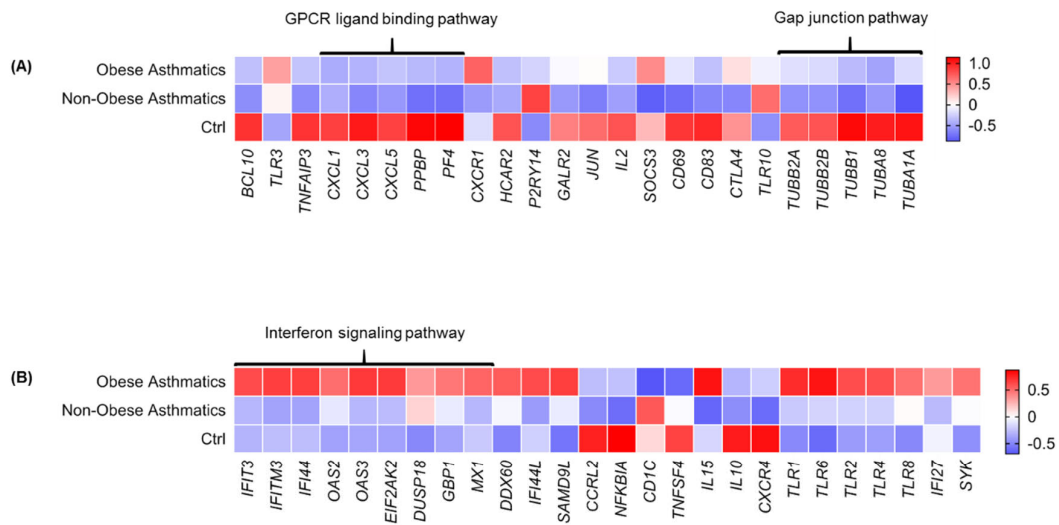 GPCR ligand binding pathway
Gap junction pathway
(A)
Obese Asthmatics
Non-Obese Asthmatics
Ctrl
1.0
0.5
0
-0.5
BCL10 TLR3 TNFAIP3 CXCL1 CXCL3 CXCL5 PPBP PF4 CXCR1 HCAR2 P2RY14 GALR2 JUN IL2 SOCS3 CD69 CD83 CTLA4 TLR10 TUBB2A TUBB2B TUBB1 TUBA8 TUBA1A
Interferon signaling pathway
(B)
Obese Asthmatics
Non-Obese Asthmatics
Ctrl
0.5
0
-0.5
IFIT3 IFITM3 IFI44 OAS2 OAS3 EIF2AK2 DUSP18 GBP1 MX1 DDX60 IFI44L SAMD9L CCRL2 NFKBIA CD1C TNFSF4 IL15 IL10 CXCR4 TLR1 TLR6 TLR2 TLR4 TLR8 IFI27 SYK